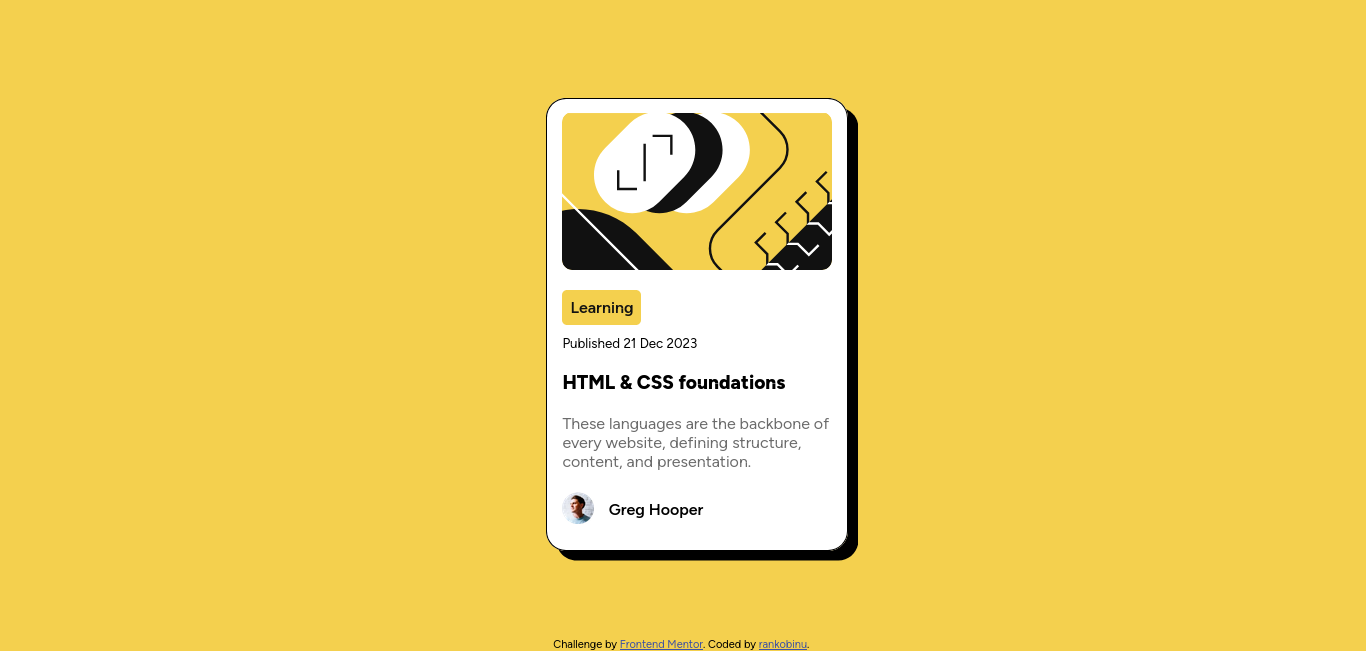 Learning
Published 21 Dec 2023
HTML & CSS foundations
These languages are the backbone of
every website, defining structure,
content, and presentation.
Greg Hooper
Challenge by Frontend Mentor. Coded by rankobinu.